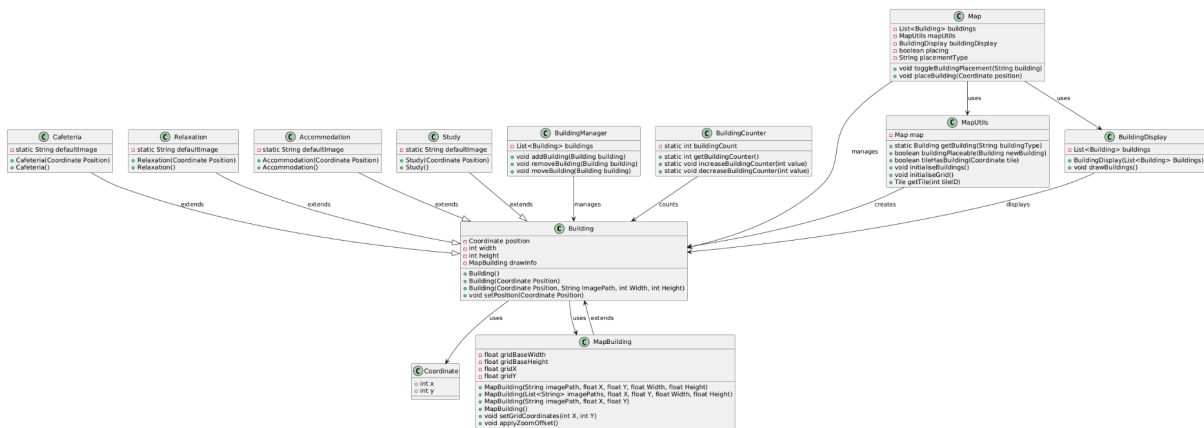 Map
List<Building> buildings
MapUtils mapUtils
BuildingDisplay buildingDisplay
boolean placing
String placementType
void toggleBuildingPlacement(String building)
void placeBuilding(Coordinate position)
uses
uses
Cafeteria
static String defaultImage
Cafeteria(Coordinate Position)
Cafeteria()
Relaxation
static String defaultImage
Relaxation(Coordinate Position)
Relaxation()
Accommodation
static String defaultImage
Accommodation(Coordinate Position)
Accommodation()
Study
static String defaultImage
Study(Coordinate Position)
Study()
BuildingManager
List<Building> buildings
void addBuilding(Building building)
void removeBuilding(Building building)
void moveBuilding(Building building)
BuildingCounter
static int buildingCount
static int getBuildingCounter()
static void increaseBuildingCounter(int value)
static void decreaseBuildingCounter(int value)
manages
MapUtils
Map map
static Building getBuilding(String buildingType)
boolean buildingPlaceable(Building newBuilding)
boolean tileHasBuilding(Coordinate tile)
void initialiseBuildings()
void initialiseGrid()
Tile getTile(int tileID)
BuildingDisplay
List<Building> buildings
BuildingDisplay(List<Building> Buildings)
void drawBuildings()
extends
extends
extends
extends
manages
counts
creates
displays
Building
Coordinate position
int width
int height
MapBuilding drawInfo
Building()
Building(Coordinate Position)
Building(Coordinate Position, String ImagePath, int Width, int Height)
void setPosition(Coordinate Position)
uses
uses
extends
Coordinate
int x
int y
MapBuilding
float gridBaseWidth
float gridBaseHeight
float gridX
float gridY
MapBuilding(String imagePath, float X, float Y, float Width, float Height)
MapBuilding(List<String> imagePaths, float X, float Y, float Width, float Height)
MapBuilding(String imagePath, float X, float Y)
MapBuilding()
void setGridCoordinates(int X, int Y)
void applyZoomOffset()